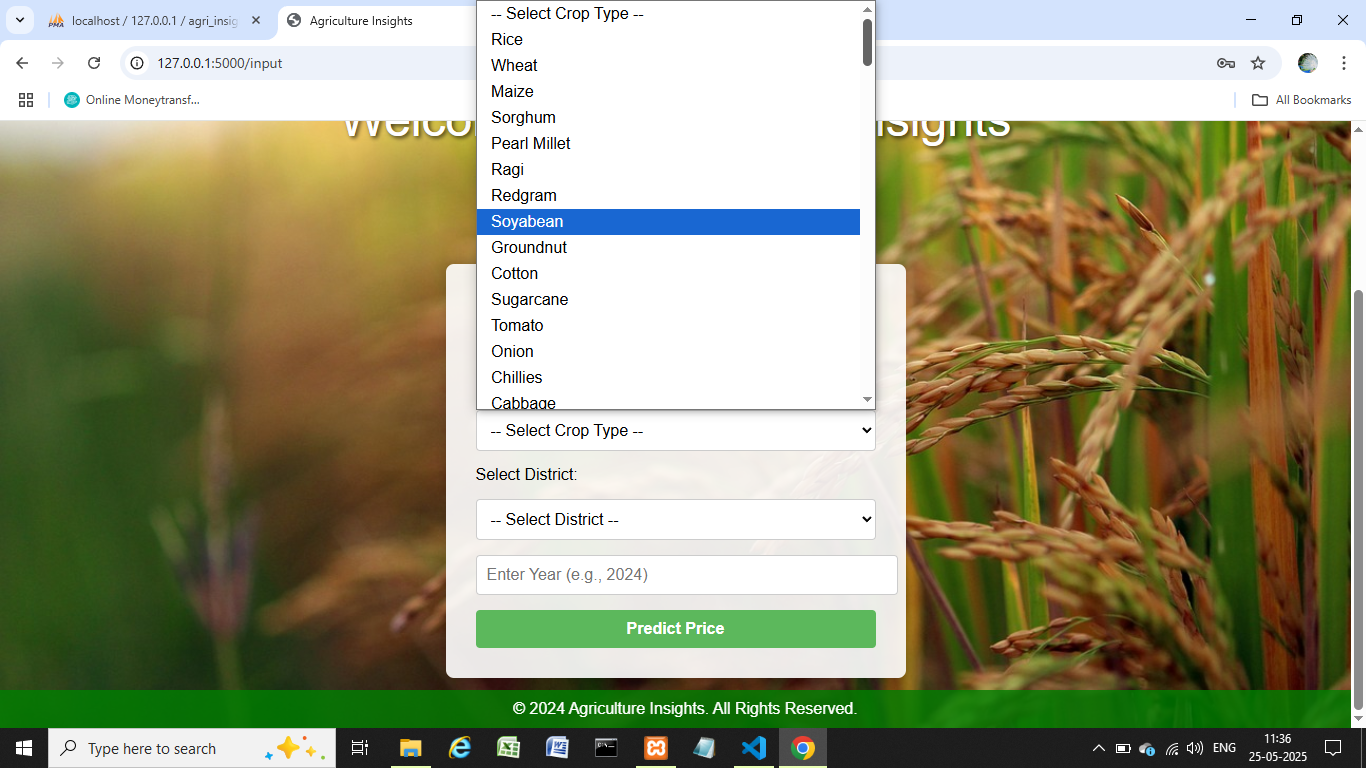 localhost / 127.0.0.1 / agri_insig
Agriculture Insights
127.0.0.1:5000/input
Online Moneytransf...
All Bookmarks
-- Select Crop Type --
Rice
Wheat
Maize
Sorghum
Pearl Millet
Ragi
Redgram
Soyabean
Groundnut
Cotton
Sugarcane
Tomato
Onion
Chillies
Cabbage
-- Select Crop Type --
Select District:
-- Select District --
Enter Year (e.g., 2024)
Predict Price
© 2024 Agriculture Insights. All Rights Reserved.
Type here to search
ENG
11:36
25-05-2025